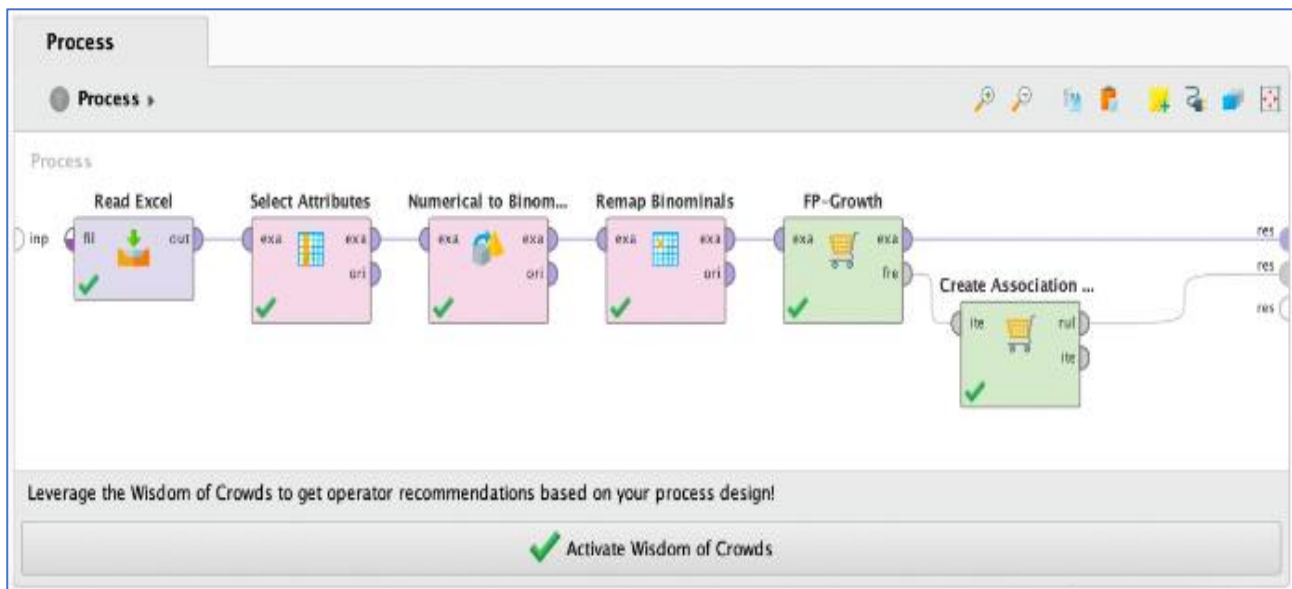 Process
Process
Process
Read Excel
Select Attributes
Numerical to Binom...
Remap Binominals
FP-Growth
inp
fil
out
exa
exa
ori
exa
exa
ori
exa
exa
ori
exa
exa
fre
Create Association ...
ite
rul
ite
res
res
res
Leverage the Wisdom of Crowds to get operator recommendations based on your process design!
Activate Wisdom of Crowds